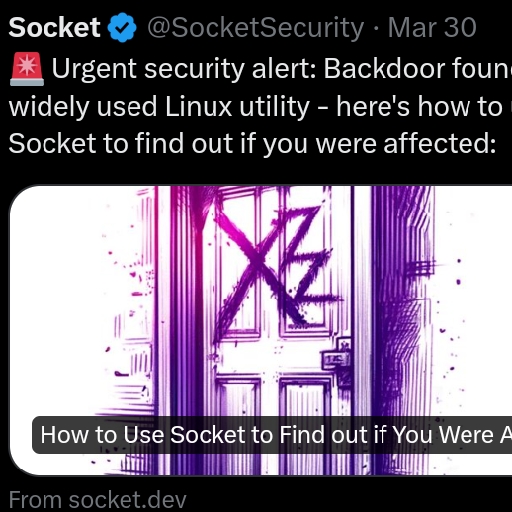 Socket @SocketSecurity · Mar 30
🚨 Urgent security alert: Backdoor foun
widely used Linux utility - here's how to
Socket to find out if you were affected:
XZ
How to Use Socket to Find out if You Were A
From socket.dev